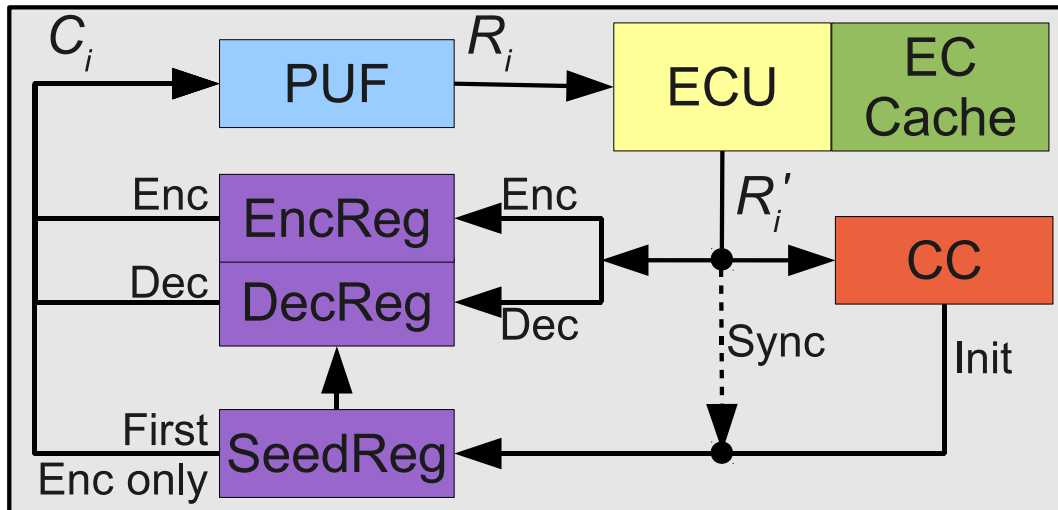 C_i
PUF
R_i
ECU
EC
Cache
R_i'
Enc
EncReg
Enc
CC
Dec
DecReg
Dec
Sync
Init
First
Enc only
SeedReg